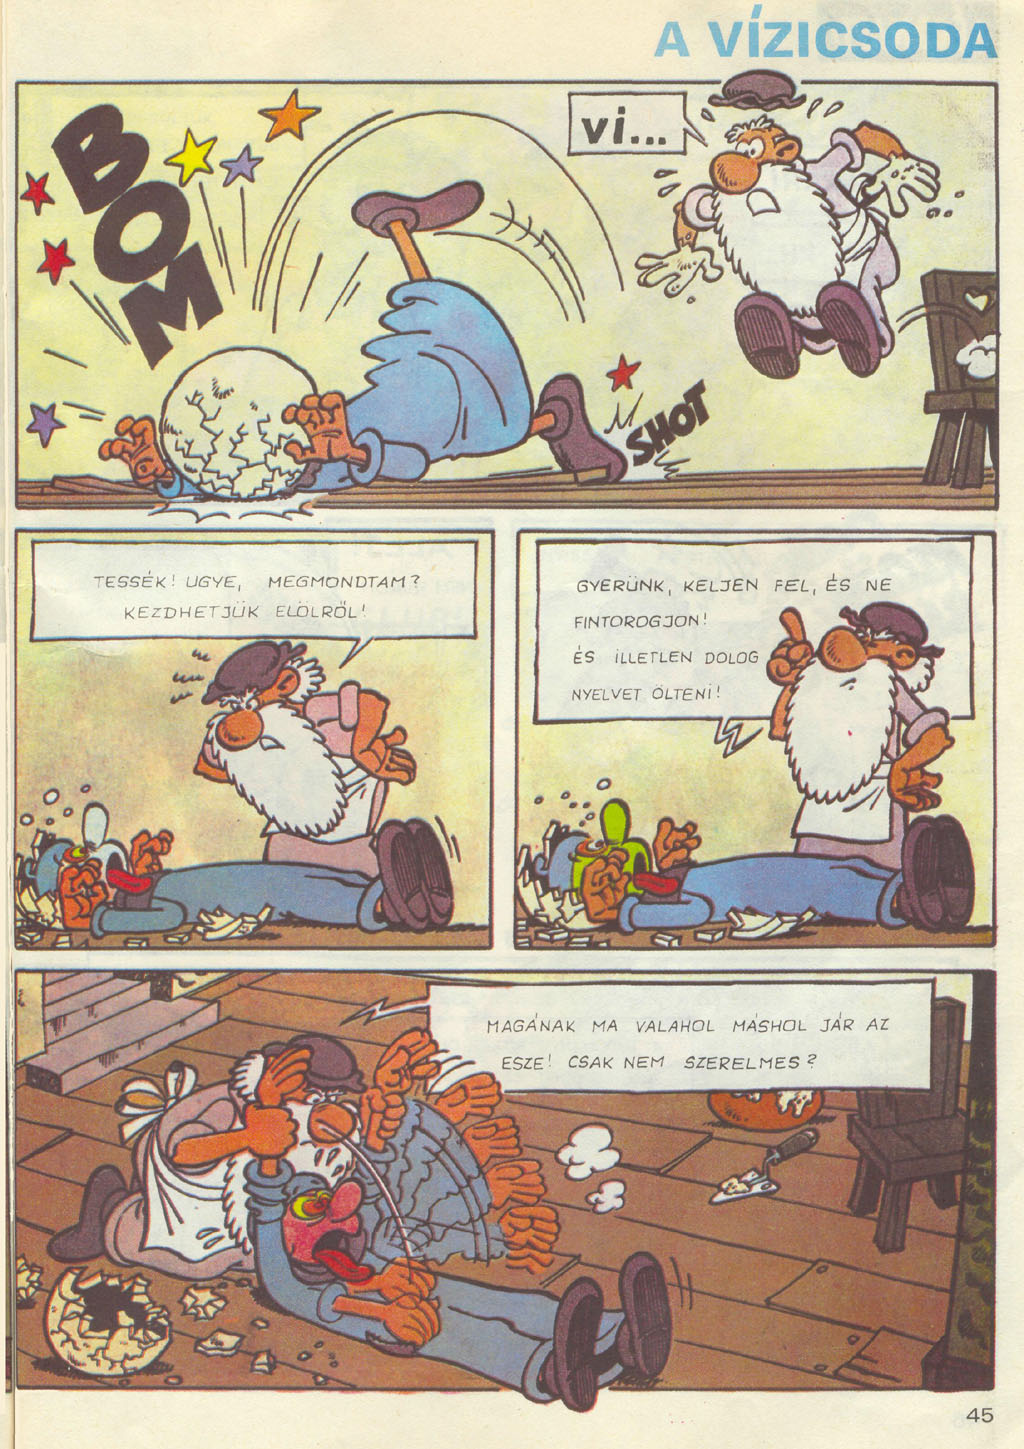 A VÍZICSODA
BOM
Vi...
SHOT
TESSÉK! UGYE, MEGMONDTAM?
KEZDHETJÜK ELÖLRŐL!
GYERÜNK, KELJEN FEL, ÉS NE
FINTOROGJON!
ÉS ILLETLEN DOLOG
NYELVET ÖLTENI!
MAGÁNAK MA VALAHOL MÁSHOL JÁR AZ
ESZE! CSAK NEM SZERELMES?
45